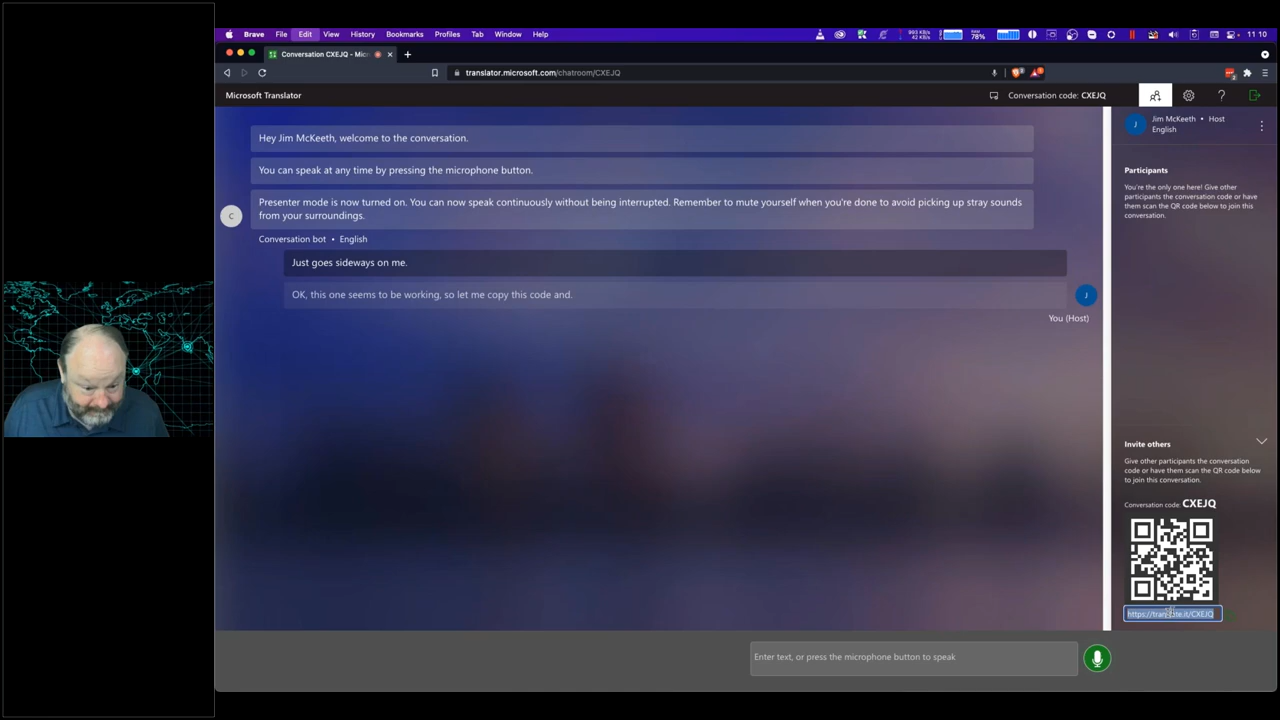 Brave File Edit View History Bookmarks Profiles Tab Window Help
78%
11 10
Conversation CXEJQ - Mic
translator.microsoft.com/chatroom/CXEJQ
Microsoft Translator
Conversation code: CXEJQ
Hey Jim McKeeth, welcome to the conversation.
You can speak at any time by pressing the microphone button.
Presenter mode is now turned on. You can now speak continuously without being interrupted. Remember to mute yourself when you're done to avoid picking up stray sounds
from your surroundings.
C
Conversation bot • English
Just goes sideways on me.
OK, this one seems to be working, so let me copy this code and.
J
You (Host)
J
Jim McKeeth • Host
English
Participants
You're the only one here! Give other
participants the conversation code or have
them scan the QR code below to join this
conversation.
Invite others
Give other participants the conversation
code or have them scan the QR code below
to join this conversation.
Conversation code: CXEJQ
https://translate.it/CXEJQ
Enter text, or press the microphone button to speak